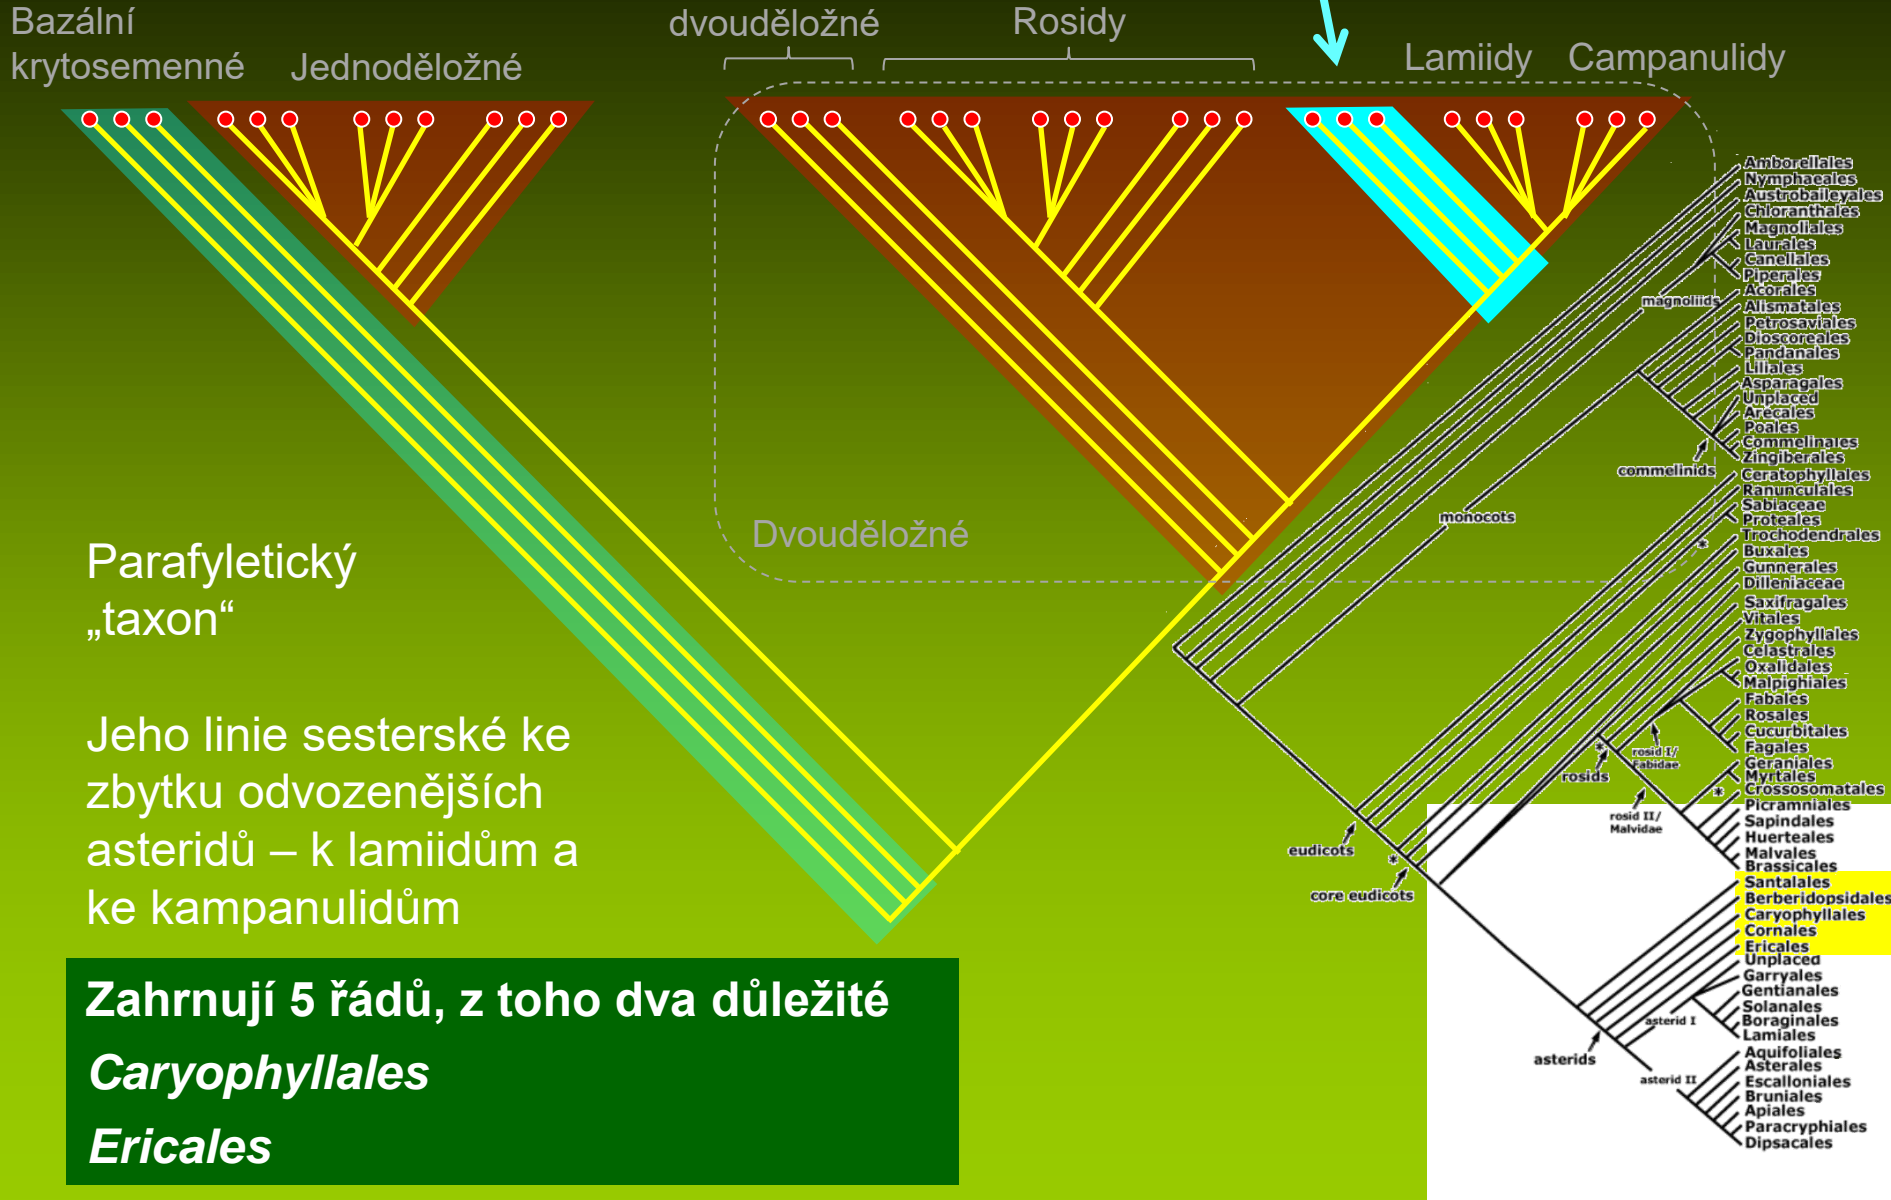 Bazální
krytosemenné
Jednoděložné
dvouděložné
Rosidy
Lamiidy
Campanulidy
Dvouděložné
Parafyletický
„taxon“
Jeho linie sesterské ke
zbytku odvozenějších
asteridů – k lamiidům a
ke kampanulidům
Zahrnují 5 řádů, z toho dva důležité
Caryophyllales
Ericales
Amborellales
Nymphaeales
Austrobaileyales
Chloranthales
Magnoliales
Laurales
Canellales
Piperales
magnoliids
Acorales
Alismatales
Petrosaviales
Dioscoreales
Pandanales
Liliales
Asparagales
Unplaced
Arecales
Poales
Commelinales
Zingiberales
commelinids
monocots
Ceratophyllales
Ranunculales
Sabiaceae
Proteales
Trochodendrales
*
Buxales
Gunnerales
Dilleniaceae
Saxifragales
Vitales
Zygophyllales
Celastrales
Oxalidales
Malpighiales
Fabales
Rosales
Cucurbitales
Fagales
*
rosid I/
Fabidae
rosids
Geraniales
Myrtales
Crossosomatales
*
Picramniales
Sapindales
Huerteales
Malvales
Brassicales
rosid II/
Malvidae
eudicots
*
core eudicots
Santalales
Berberidopsidales
Caryophyllales
Cornales
Ericales
Unplaced
Garryales
Gentianales
Solanales
Boraginales
Lamiales
asterid I
asterids
Aquifoliales
Asterales
Escalloniales
Bruniales
Apiales
Paracryphiales
Dipsacales
asterid II